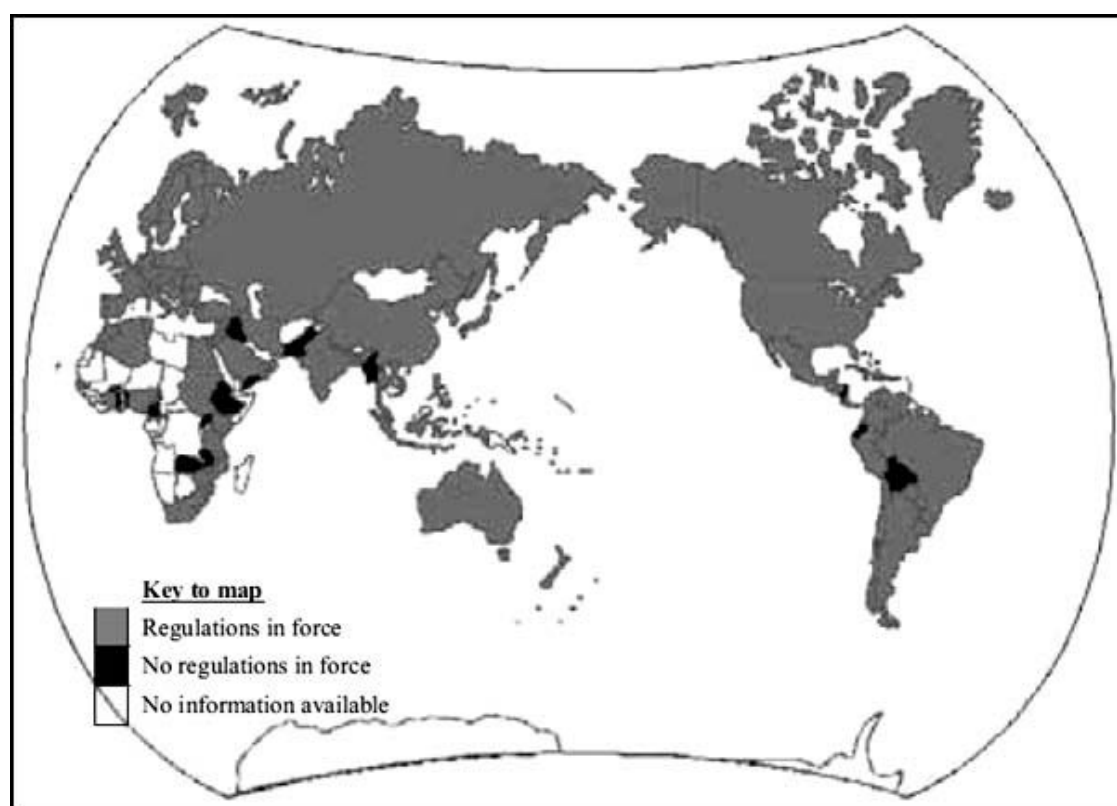 Key to map
Regulations in force
No regulations in force
No information available